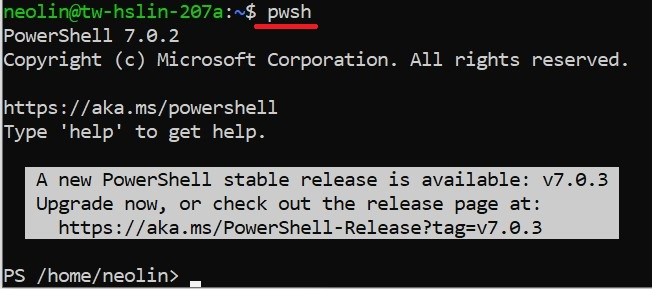 neolin@tw-hslin-207a:~$ pwsh
PowerShell 7.0.2
Copyright (c) Microsoft Corporation. All rights reserved.
https://aka.ms/powershell
Type 'help' to get help.
A new PowerShell stable release is available: v7.0.3
Upgrade now, or check out the release page at:
https://aka.ms/PowerShell-Release?tag=v7.0.3
PS /home/neolin>